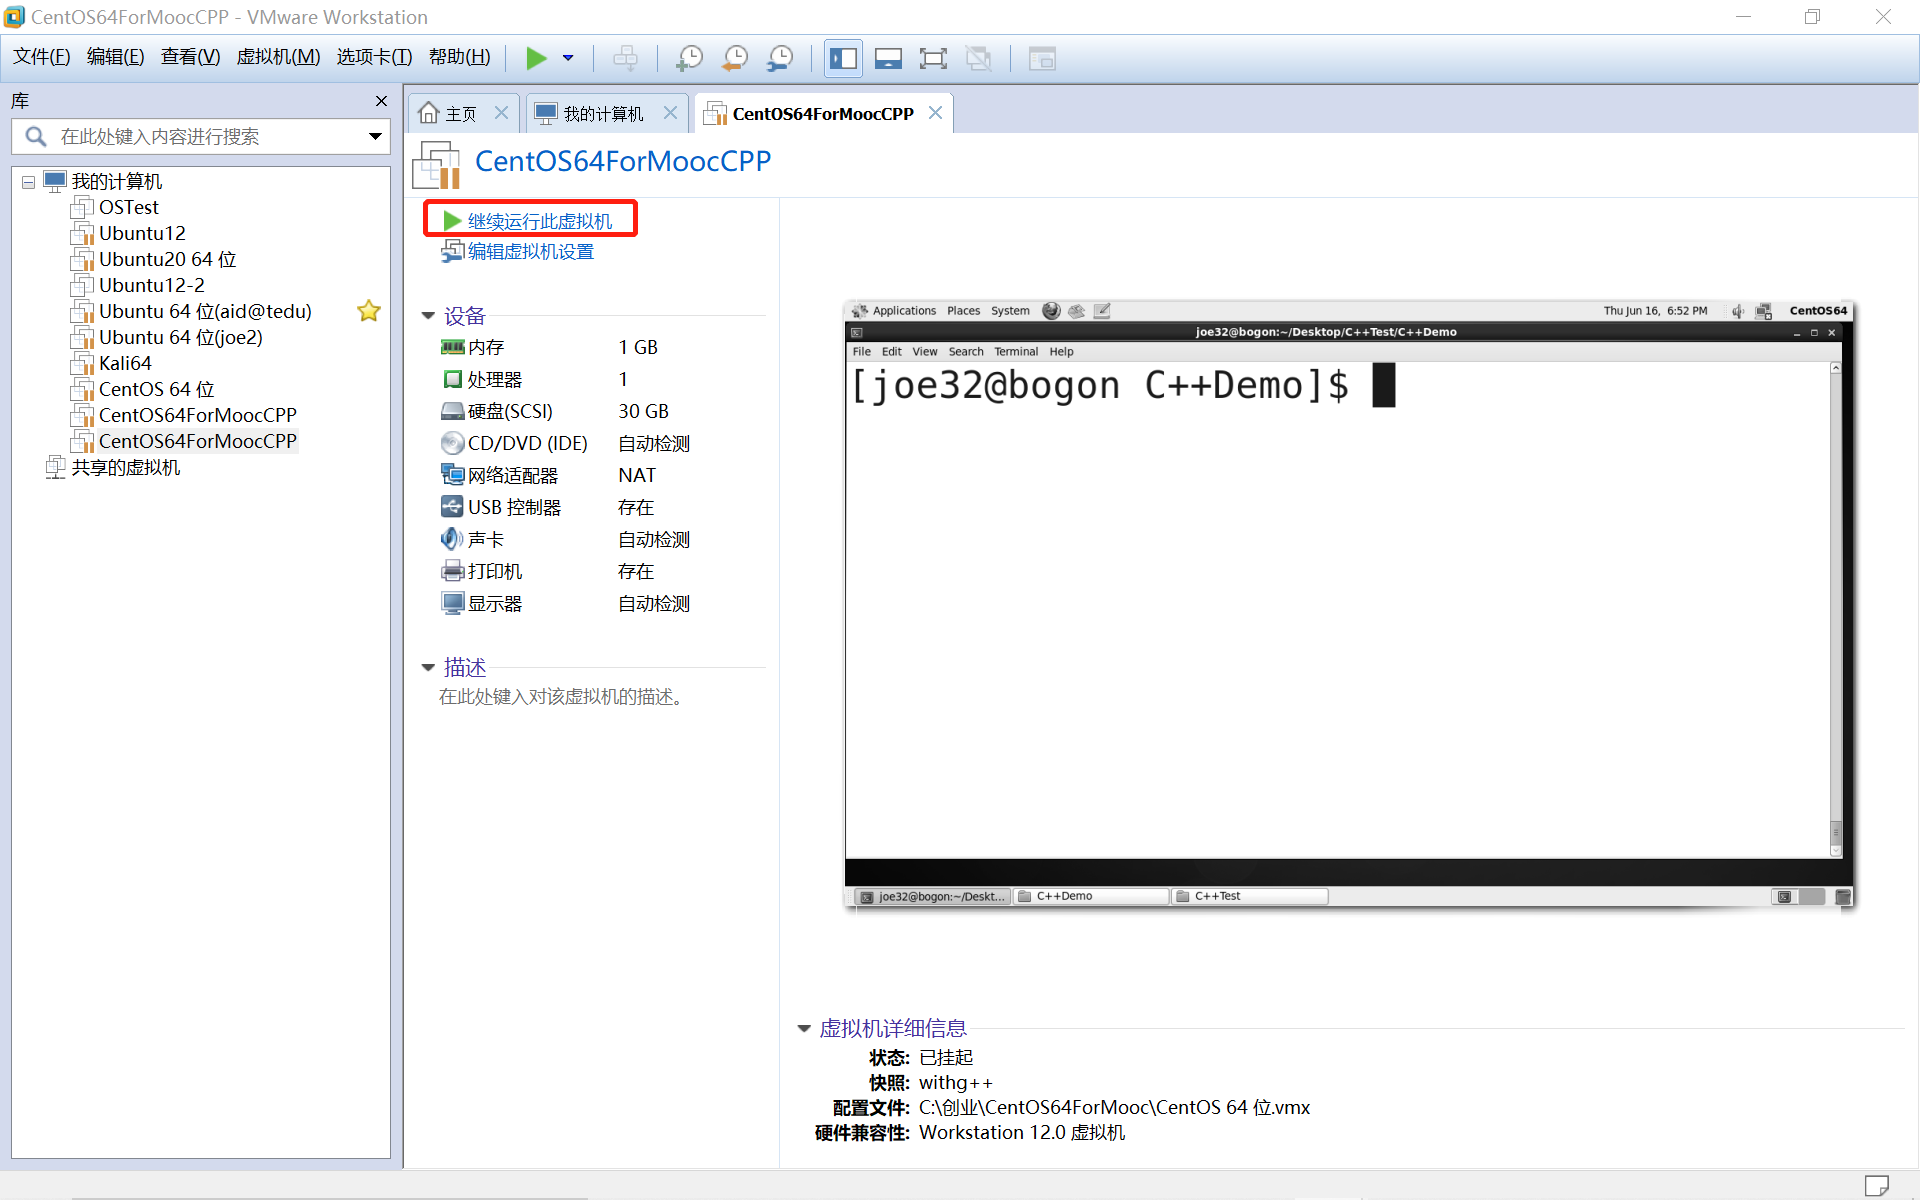 CentOS64ForMoocCPP - VMware Workstation
文件(F) 编辑(E) 查看(V) 虚拟机(M) 选项卡(T) 帮助(H)
库
在此处键入内容进行搜索
我的计算机
OSTest
Ubuntu12
Ubuntu20 64 位
Ubuntu12-2
Ubuntu 64 位(aid@tedu)
Ubuntu 64 位(joe2)
Kali64
CentOS 64 位
CentOS64ForMoocCPP
CentOS64ForMoocCPP
共享的虚拟机
主页 我的计算机 CentOS64ForMoocCPP
CentOS64ForMoocCPP
继续运行此虚拟机
编辑虚拟机设置
设备
内存 1 GB
处理器 1
硬盘(SCSI) 30 GB
CD/DVD (IDE) 自动检测
网络适配器 NAT
USB 控制器 存在
声卡 自动检测
打印机 存在
显示器 自动检测
描述
在此处键入对该虚拟机的描述。
Applications Places System Thu Jun 16, 6:52 PM CentOS64
joe32@bogon:~/Desktop/C++Test/C++Demo
File Edit View Search Terminal Help
[joe32@bogon C++Demo]$
joe32@bogon:~/Deskt... C++Demo C++Test
虚拟机详细信息
状态: 已挂起
快照: withg++
配置文件: C:\创业\CentOS64ForMooc\CentOS 64 位.vmx
硬件兼容性: Workstation 12.0 虚拟机